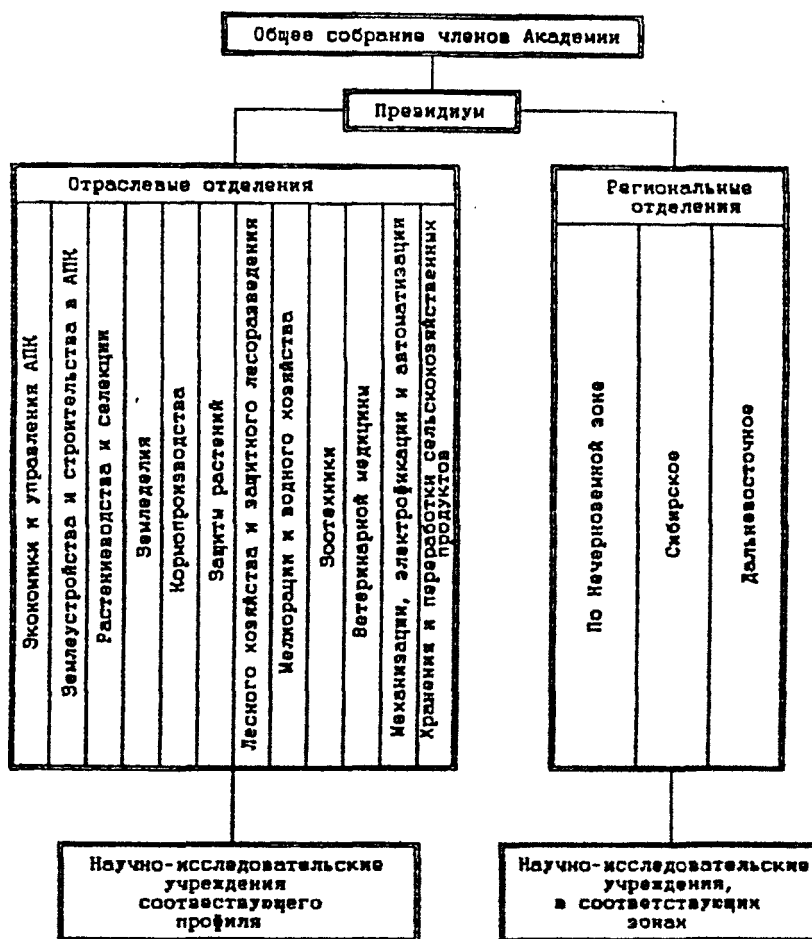 Общее собрание членов Академии
Президиум
Отраслевые отделения
Экономики и управления АПК
Землеустройства и строительства в АПК
Растениеводства и селекции
Земледелия
Кормопроизводства
Защиты растений
Лесного хозяйства и защитного лесоразведения
Мелиорации и водного хозяйства
Зоотехники
Ветеринарной медицины
Механизации, электрификации и автоматизации
Хранения и переработки сельскохозяйственных
продуктов
Региональные
отделения
По Нечерноземной зоне
Сибирское
Дальневосточное
Научно-исследовательские
учреждения
соотвествующего
профиля
Научно-исследовательские
учреждения,
в соответствующих
зонах